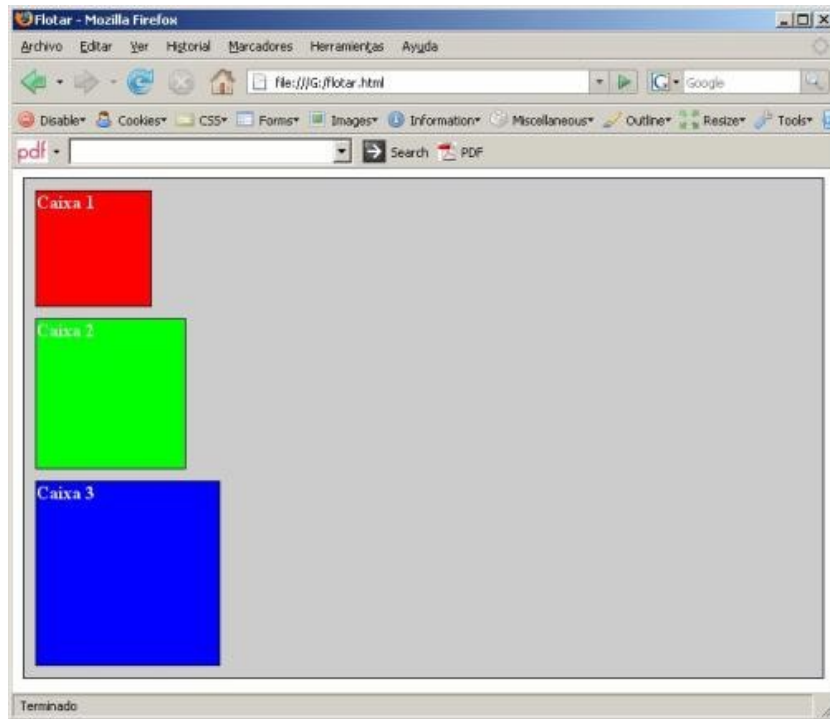 Flotar - Mozilla Firefox
Archivo Editar Ver Historial Marcadores Herramientas Ayuda
file:///G:/flotar.html Google
Disable Cookies CSS Forms Images Information Miscellaneous Outline Resize Tools
pdf Search PDF
Caixa 1
Caixa 2
Caixa 3
Terminado